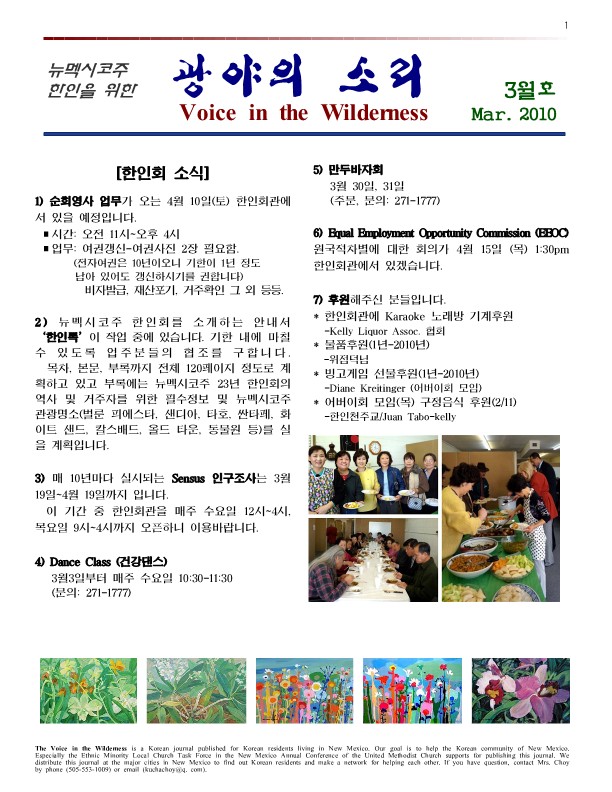 1
뉴멕시코주
한인을 위한
광야의 소리
Voice in the Wilderness
3월호
Mar. 2010
[한인회 소식]
1) 순회영사 업무가 오는 4월 10일(토) 한인회관에
서 있을 예정입니다.
■시간: 오전 11시~오후 4시
■업무: 여권갱신-여권사진 2장 필요함.
(전자여권은 10년이오니 기한이 1년 정도
남아 있어도 갱신하시기를 권합니다)
비자발급, 재산포기, 거주확인 그 외 등등.
2) 뉴멕시코주 한인회를 소개하는 안내서
‘한인록’이 작업 중에 있습니다. 기한 내에 마칠
수 있도록 입주분들의 협조를 구합니다.
목차, 본문, 부록까지 전체 120페이지 정도로 계
획하고 있고 부록에는 뉴멕시코주 23년 한인회의
역사 및 거주자를 위한 필수정보 및 뉴멕시코주
관광명소(벌룬 피에스타, 샌디아, 타호, 싼타페, 화
이트 샌드, 칼스배드, 올드 타운, 동물원 등)를 실
을 계획입니다.
3) 매 10년마다 실시되는 Sensus 인구조사는 3월
19일~4월 19일까지 입니다.
이 기간 중 한인회관을 매주 수요일 12시~4시,
목요일 9시~4시까지 오픈하니 이용바랍니다.
4) Dance Class (건강댄스)
3월3일부터 매주 수요일 10:30-11:30
(문의: 271-1777)
5) 만두바자회
3월 30일, 31일
(주문, 문의: 271-1777)
6) Equal Employment Opportunity Commission (EEOC)
원국적차별에 대한 회의가 4월 15일 (목) 1:30pm
한인회관에서 있겠습니다.
7) 후원해주신 분들입니다.
* 한인회관에 Karaoke 노래방 기계후원
-Kelly Liquor Assoc. 협회
* 물품후원(1년-2010년)
-위점덕님
* 빙고게임 선물후원(1년-2010년)
-Diane Kreitinger (어버이회 모임)
* 어버이회 모임(목) 구정음식 후원(2/11)
-한인천주교/Juan Tabo-kelly
The Voice in the Wilderness is a Korean journal published for Korean residents living in New Mexico. Our goal is to help the Korean community of New Mexico.
Especially the Ethnic Minority Local Church Task Force in the New Mexico Annual Conference of the United Methodist Church supports for publishing this journal. We
distribute this journal at the major cities in New Mexico to find out Korean residents and make a network for helping each other. If you have question, contact Mrs. Choy
by phone (505-553-1009) or email (kuchachoy@q. com).